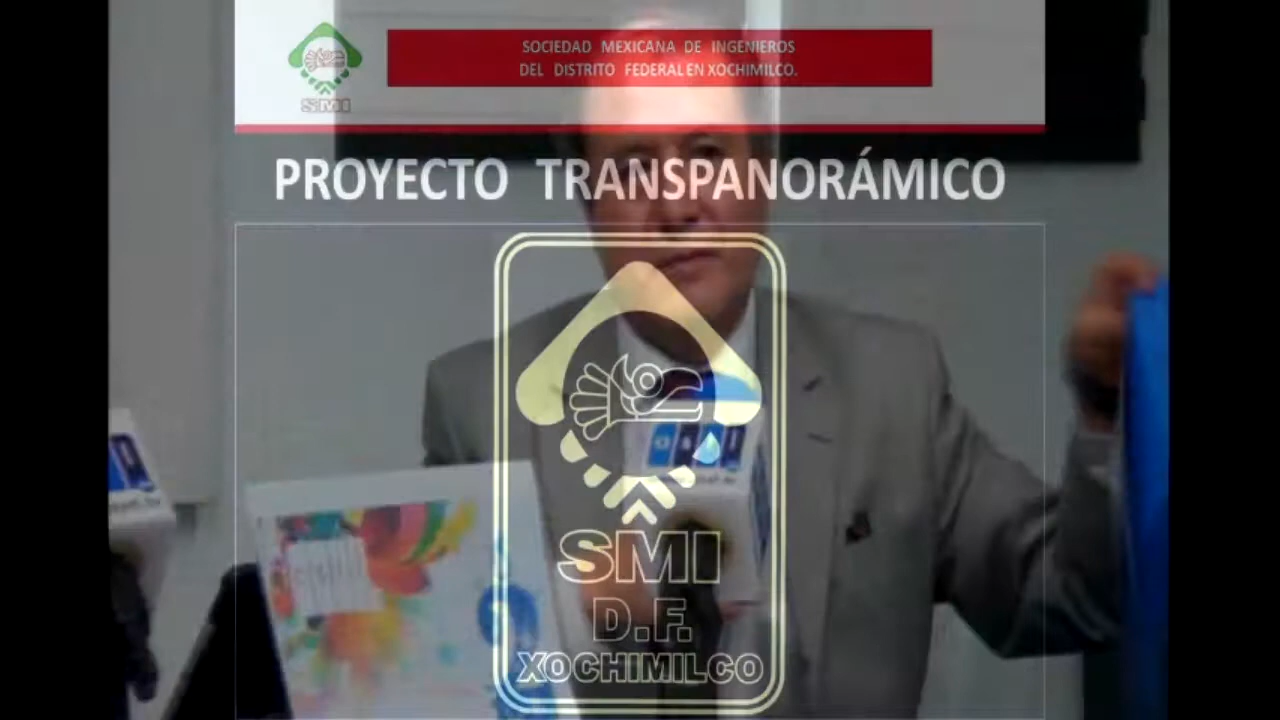 SOCIEDAD MEXICANA DE INGENIEROS
DEL DISTRITO FEDERAL EN XOCHIMILCO.
SMI
PROYECTO TRANSPANORÁMICO
SMI
D.F.
XOCHIMILCO